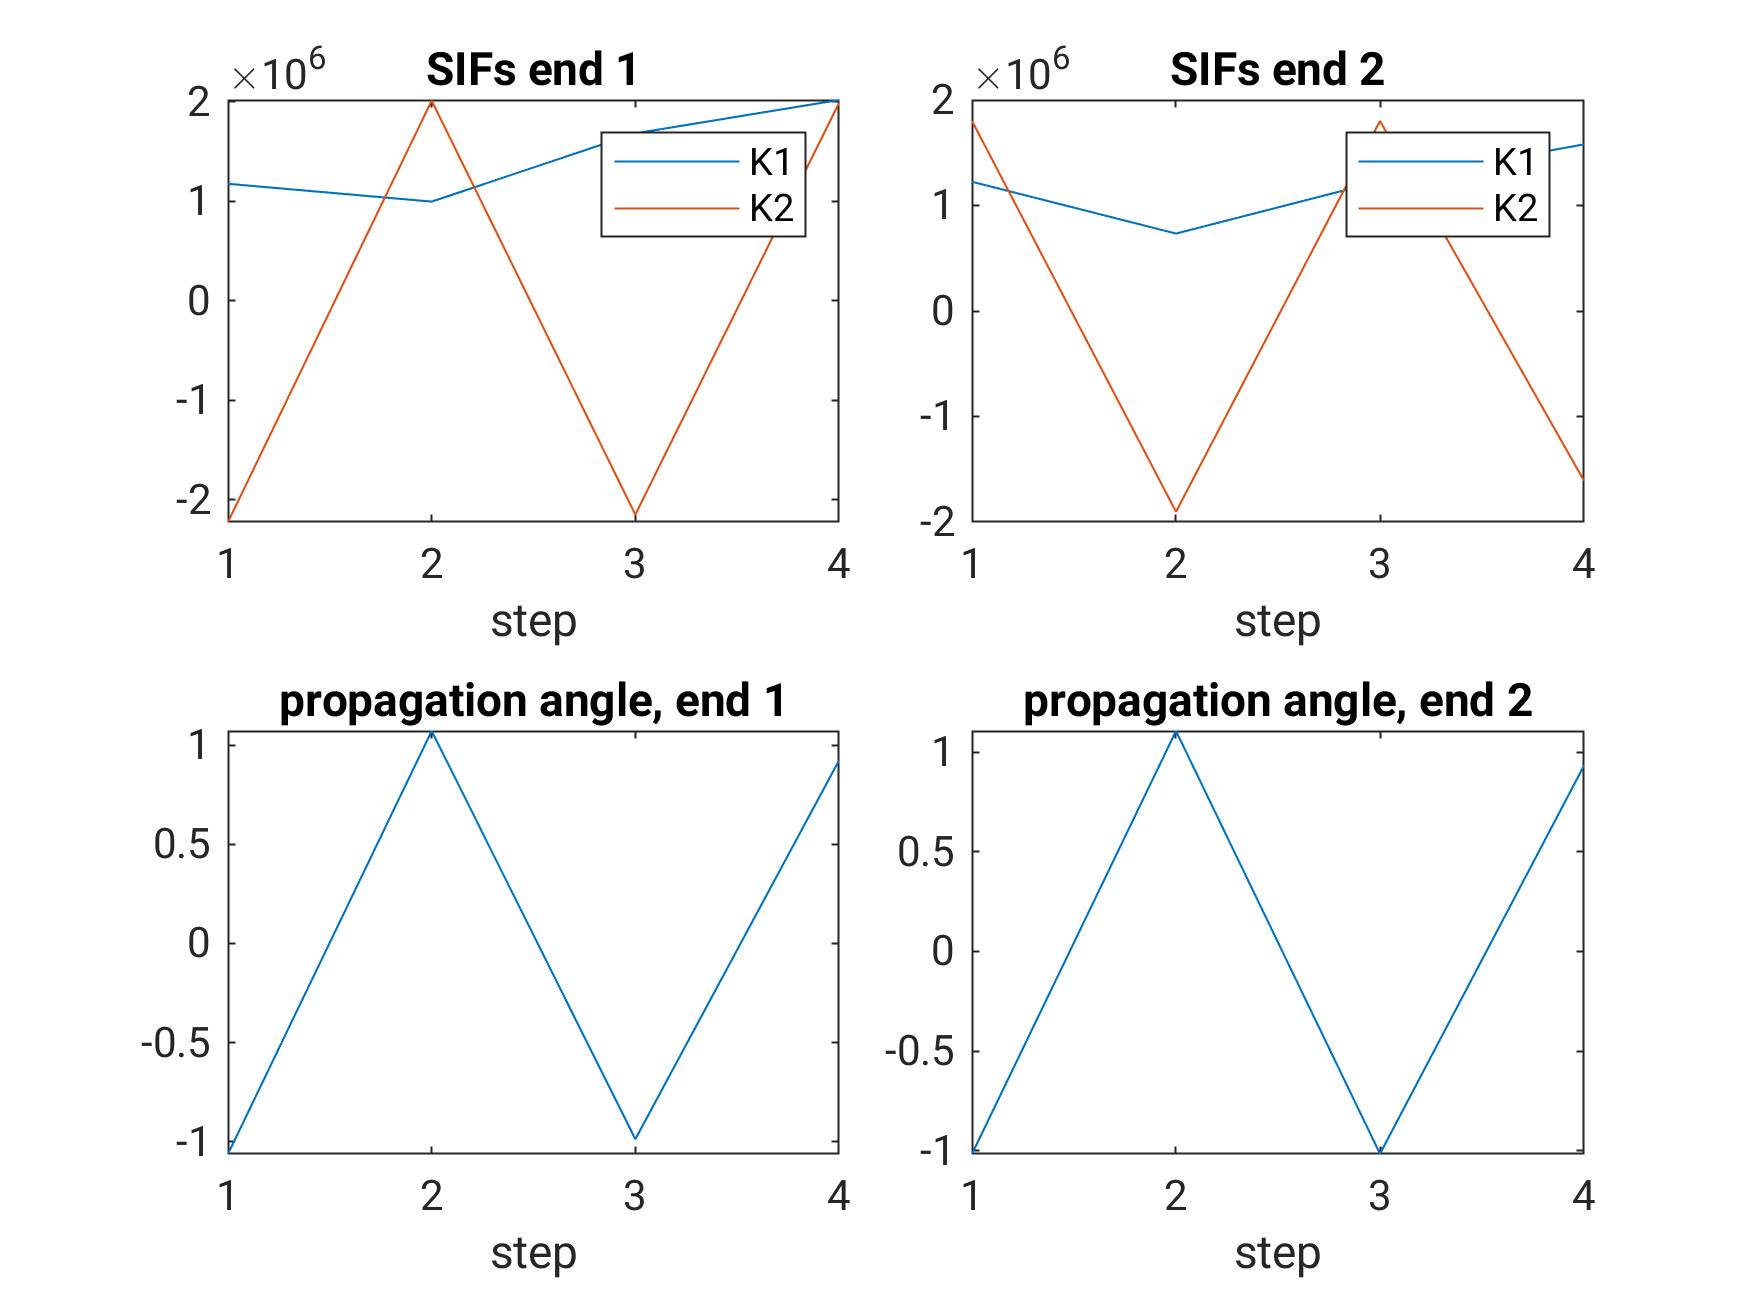 ×10^6 SIFs end 1
2
1
0
-1
-2
K1
K2
1 2 3 4
step
×10^6 SIFs end 2
2
1
0
-1
-2
K1
K2
1 2 3 4
step
propagation angle, end 1
1
0.5
0
-0.5
-1
1 2 3 4
step
propagation angle, end 2
1
0.5
0
-0.5
-1
1 2 3 4
step